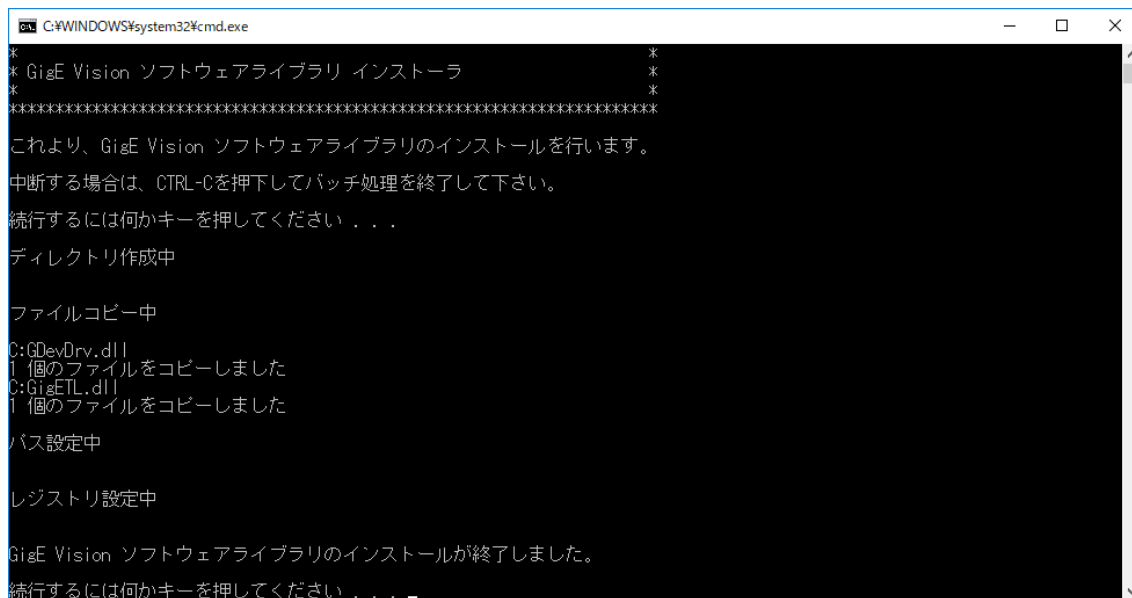 C:¥WINDOWS¥system32¥cmd.exe
* *
* GigE Vision ソフトウェアライブラリ インストーラ *
* *
***********************************************************************
これより、GigE Vision ソフトウェアライブラリのインストールを行います。
中断する場合は、CTRL-Cを押下してバッチ処理を終了して下さい。
続行するには何かキーを押してください . . .
ディレクトリ作成中
ファイルコピー中
C:GDevDrv.dll
1 個のファイルをコピーしました
C:GigETL.dll
1 個のファイルをコピーしました
パス設定中
レジストリ設定中
GigE Vision ソフトウェアライブラリのインストールが終了しました。
続行するには何かキーを押してください . . . _